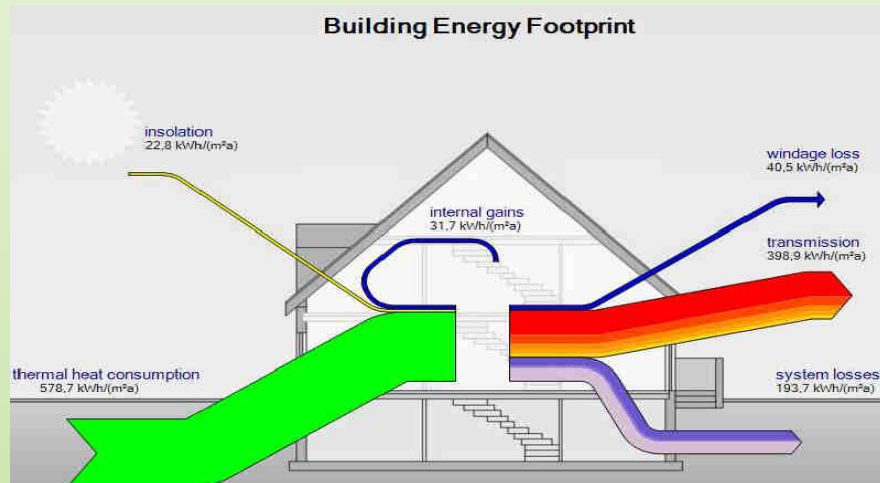 Building Energy Footprint
insolation
22,8 kWh/(m²a)
windage loss
40,5 kWh/(m²a)
internal gains
31,7 kWh/(m²a)
transmission
398,9 kWh/(m²a)
thermal heat consumption
578,7 kWh/(m²a)
system losses
193,7 kWh/(m²a)